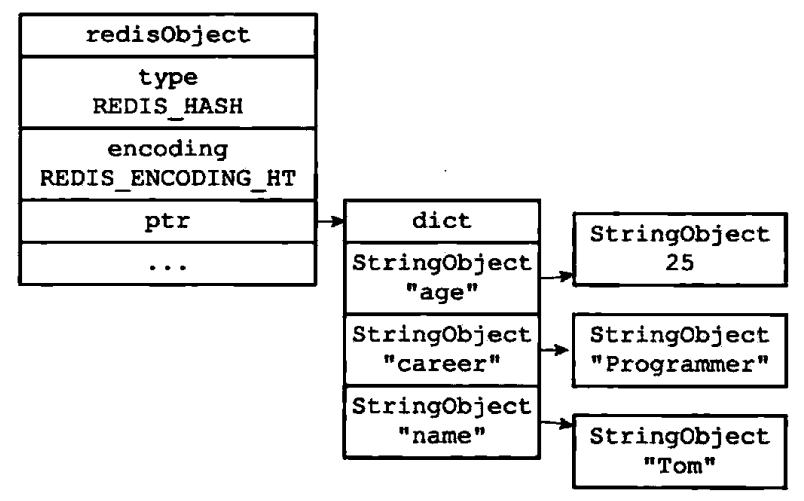 redisObject
type
REDIS_HASH
encoding
REDIS_ENCODING_HT
ptr
...
dict
StringObject
"age"
StringObject
"career"
StringObject
"name"
StringObject
25
StringObject
"Programmer"
StringObject
"Tom"